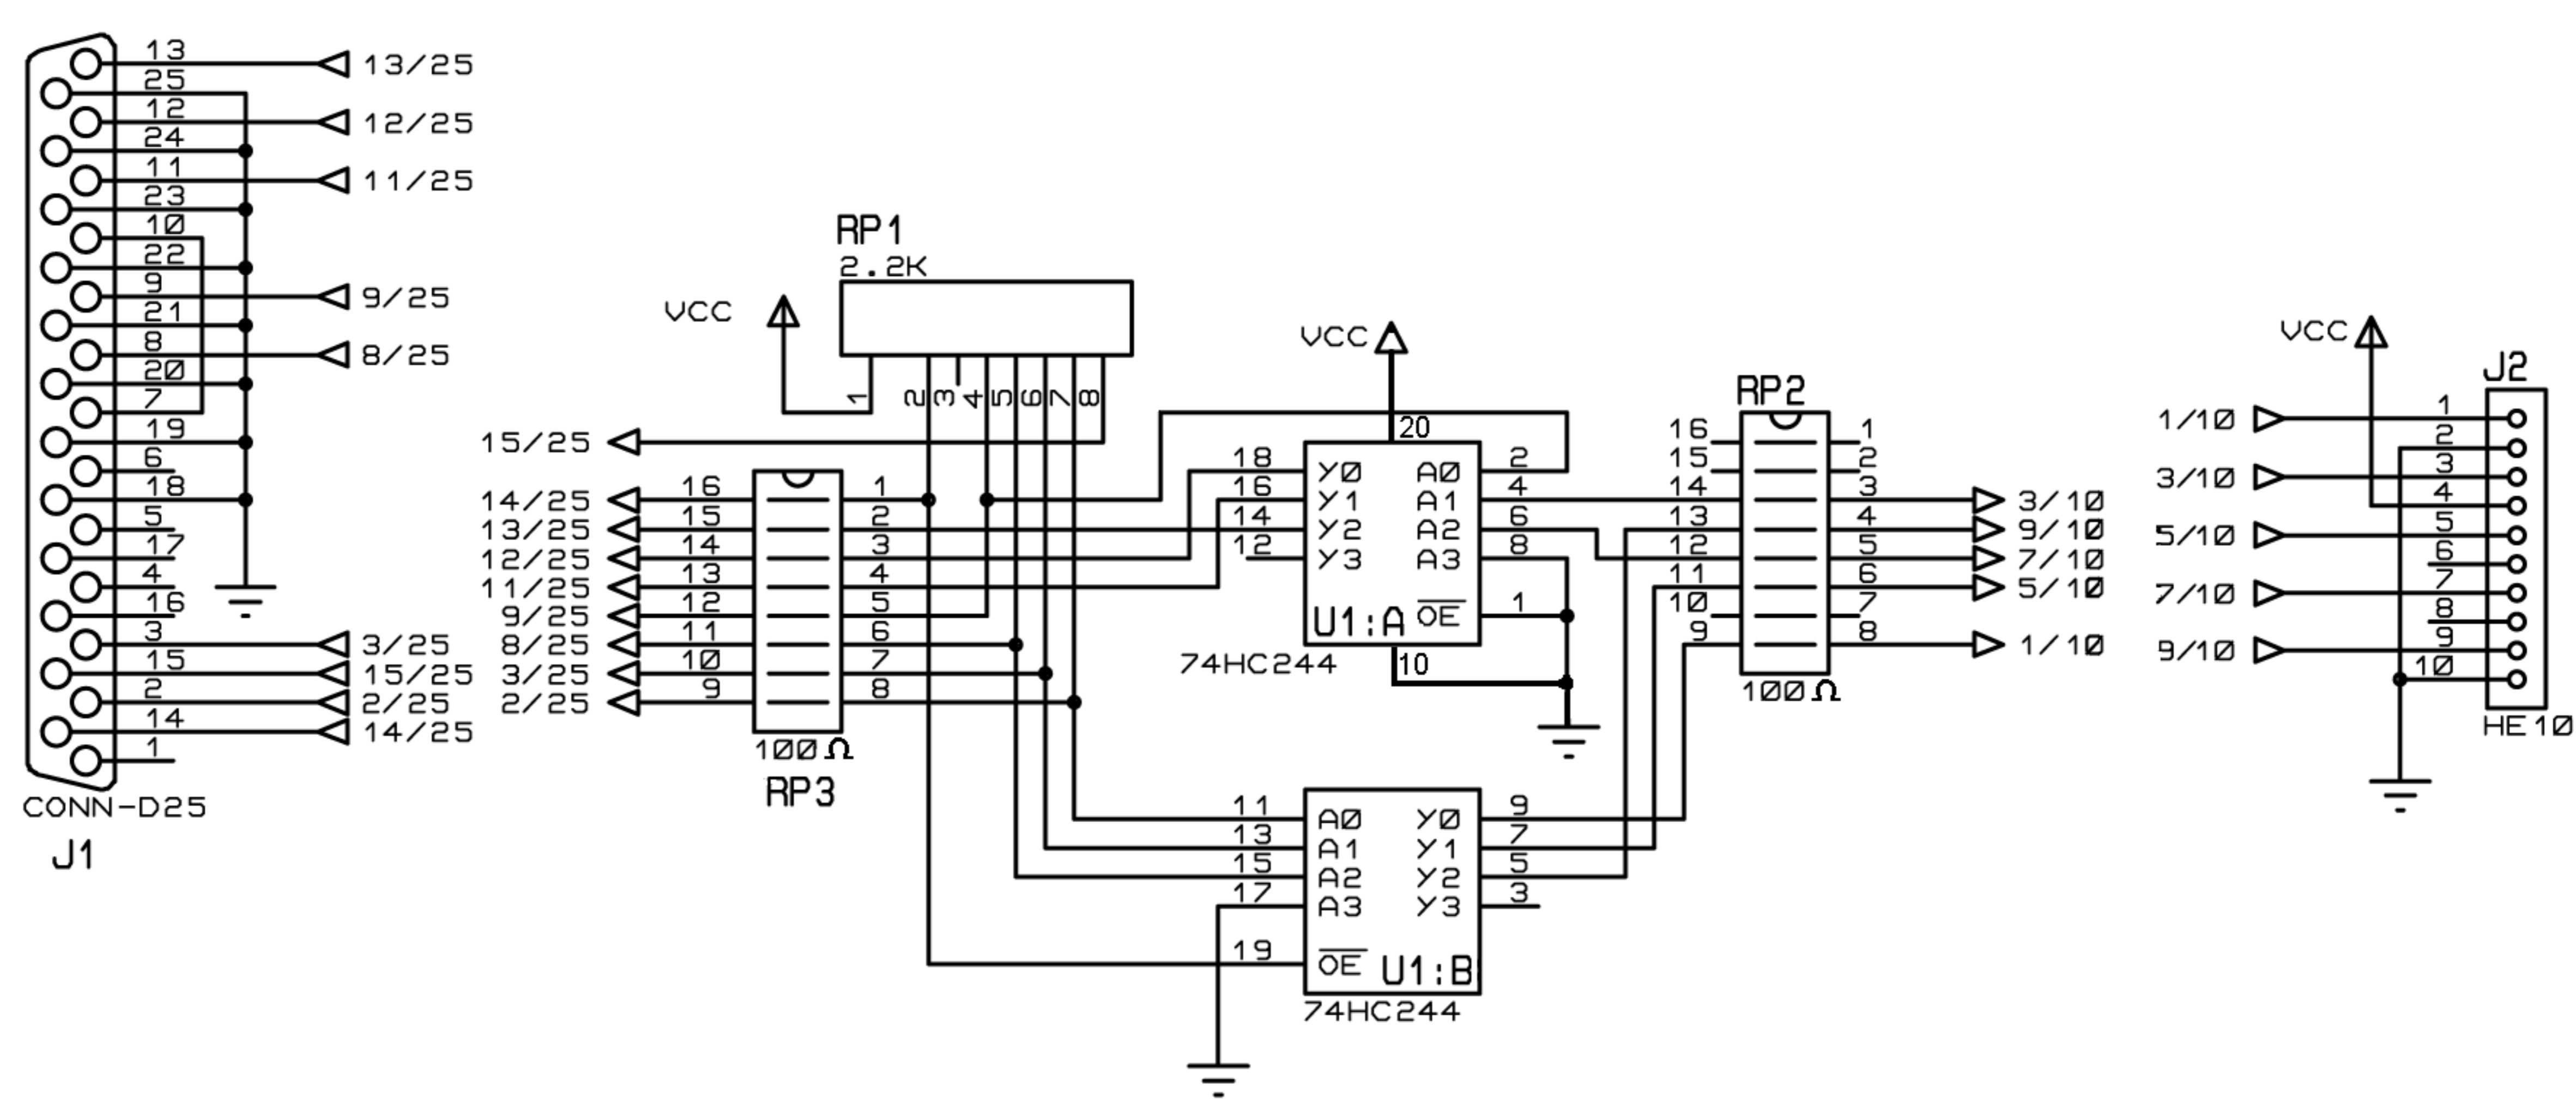 13
13/25
25
12
12/25
24
11
11/25
23
10
22
9
9/25
21
8
8/25
20
7
19
6
18
5
17
4
16
3
3/25
15
15/25
2
2/25
14
14/25
1
CONN-D25
J1
RP1
2.2K
VCC
1 2 3 4 5 6 7 8
15/25
14/25 16 1
13/25 15 2
12/25 14 3
11/25 13 4
9/25 12 5
8/25 11 6
3/25 10 7
2/25 9 8
100Ω
RP3
VCC
20
18 Y0 A0 2
16 Y1 A1 4
14 Y2 A2 6
12 Y3 A3 8
U1:A OE 1
74HC244
10
11 A0 Y0 9
13 A1 Y1 7
15 A2 Y2 5
17 A3 Y3 3
19 OE U1:B
74HC244
RP2
16 1
15 2
14 3 3/10
13 4 9/10
12 5 7/10
11 6 5/10
10 7
9 8 1/10
100Ω
VCC
J2
1/10 1
2
3/10 3
4
5/10 5
6
7/10 7
8
9/10 9
10
HE10